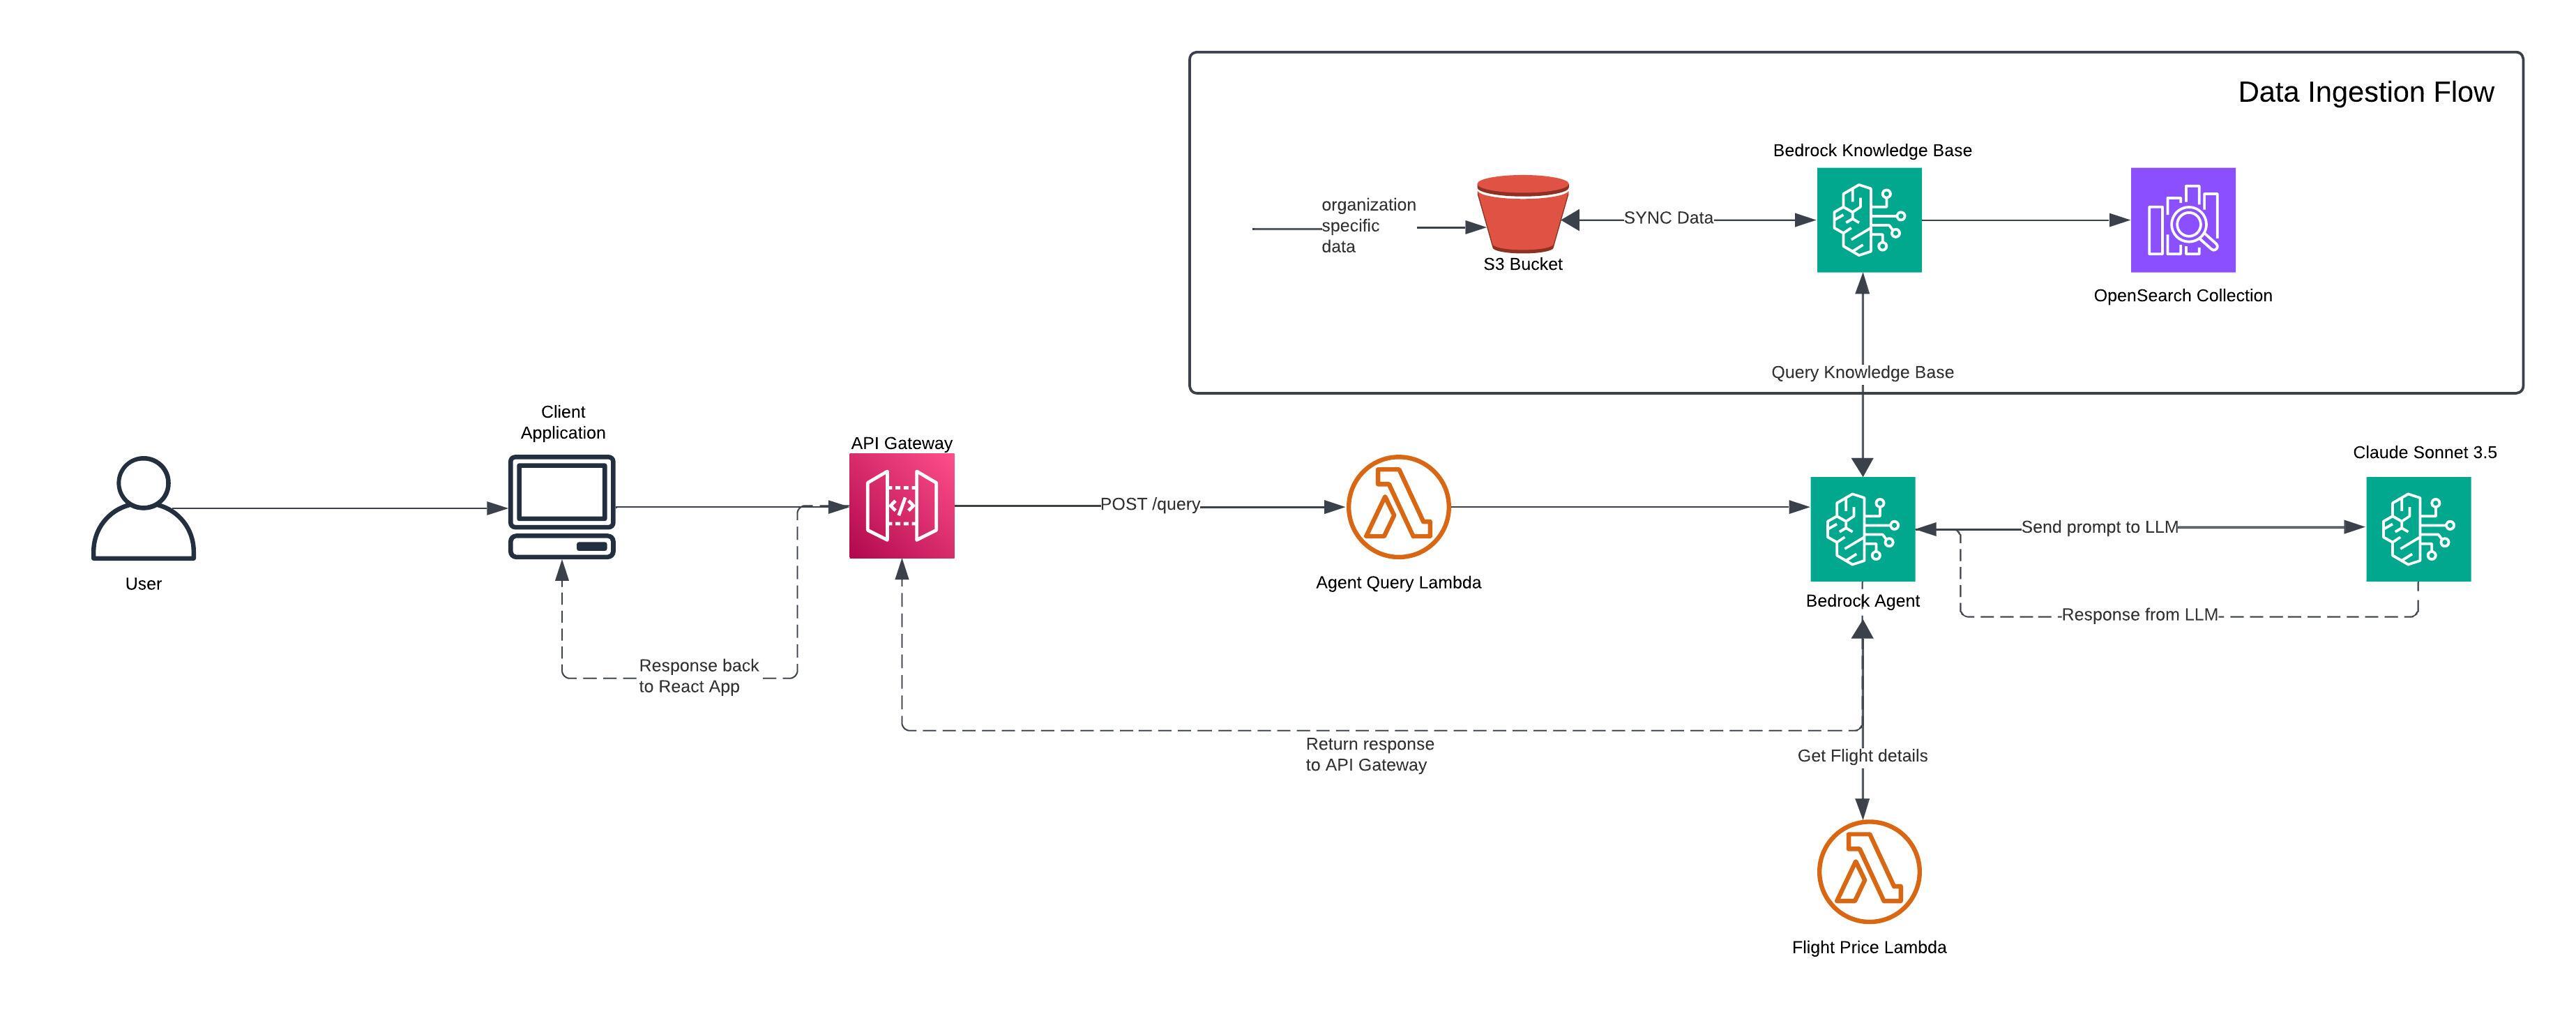 Data Ingestion Flow
Bedrock Knowledge Base
organization
specific
data
SYNC Data
S3 Bucket
OpenSearch Collection
Query Knowledge Base
Client
Application
API Gateway
Claude Sonnet 3.5
POST /query
Send prompt to LLM
User
Agent Query Lambda
Bedrock Agent
Response from LLM
Response back
to React App
Return response
to API Gateway
Get Flight details
Flight Price Lambda